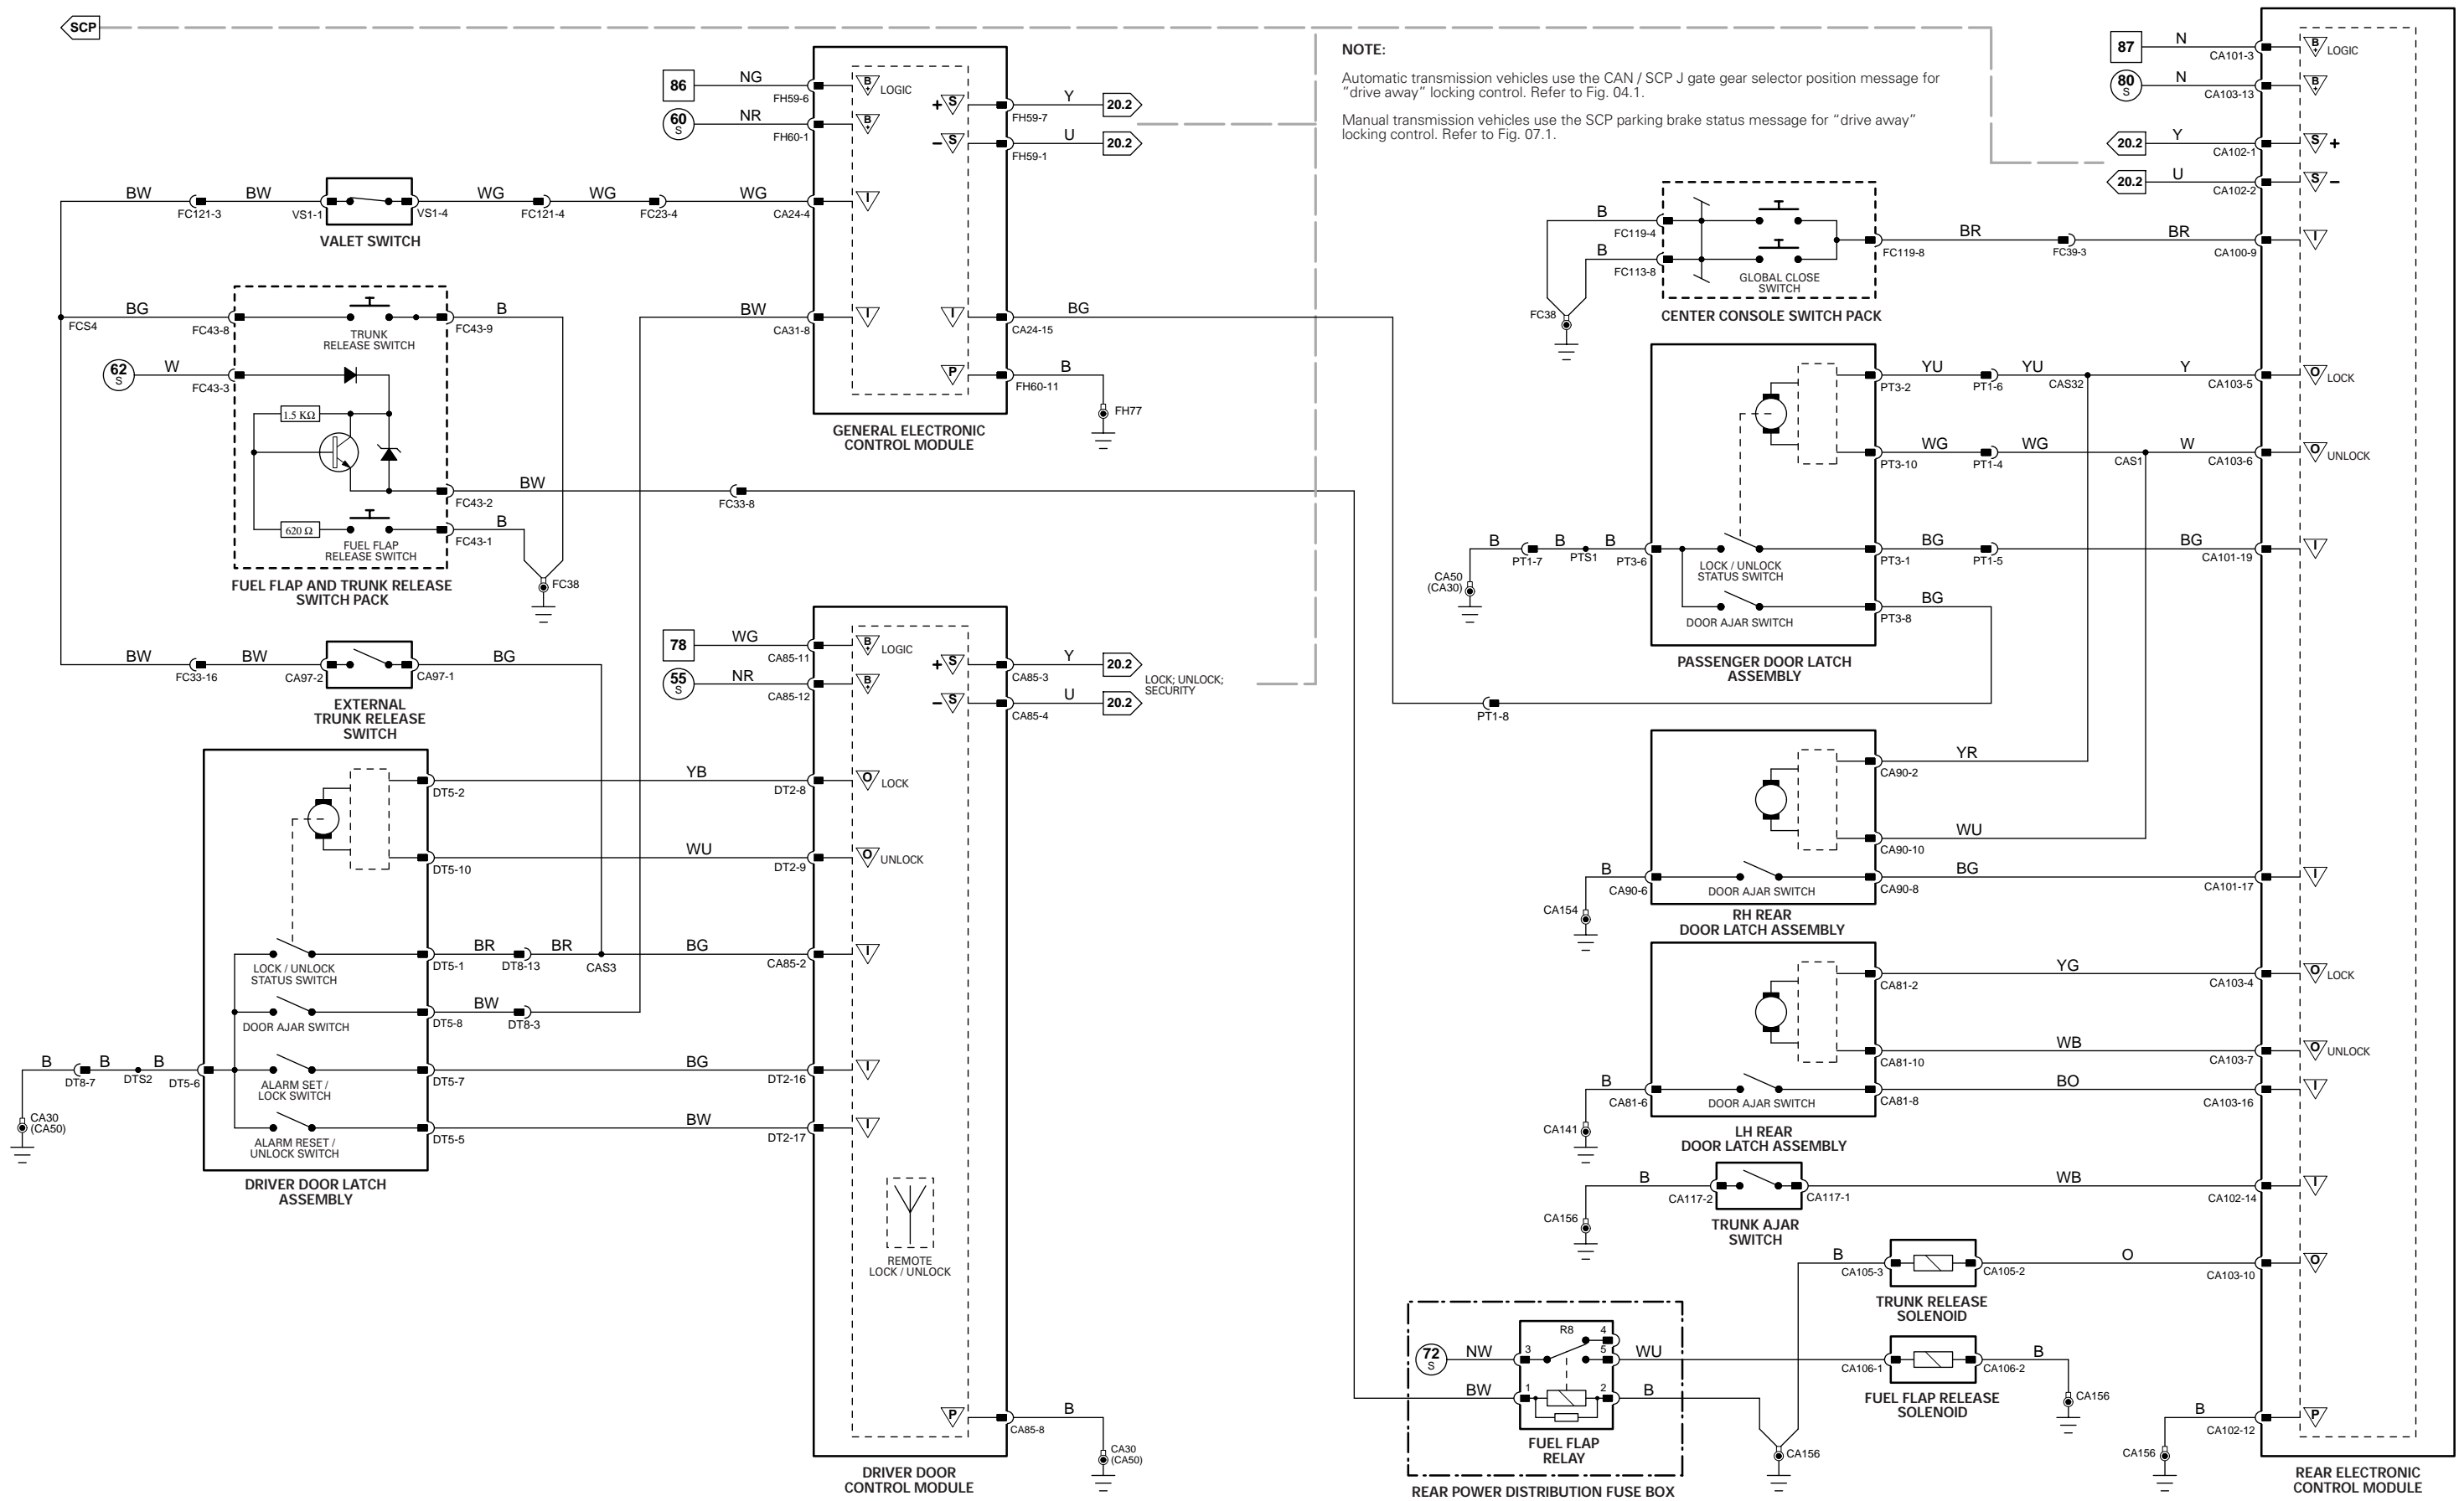 SCP
NOTE:
Automatic transmission vehicles use the CAN / SCP J gate gear selector position message for
“drive away” locking control. Refer to Fig. 04.1.
Manual transmission vehicles use the SCP parking brake status message for “drive away”
locking control. Refer to Fig. 07.1.
86
NG
FH59-6
B
+
LOGIC
60
S
NR
FH60-1
B
+
+
S
Y
FH59-7
20.2
–
S
U
FH59-1
20.2
BW
FC121-3
BW
VS1-1
VS1-4
WG
FC121-4
WG
FC23-4
WG
CA24-4
I
VALET SWITCH
FCS4
BG
FC43-8
TRUNK
RELEASE SWITCH
FC43-9
B
62
S
W
FC43-3
1.5 KΩ
FC43-2
BW
FC33-8
620 Ω
FUEL FLAP
RELEASE SWITCH
FC43-1
B
FC38
FUEL FLAP AND TRUNK RELEASE
SWITCH PACK
BW
CA31-8
I
I
CA24-15
BG
P
FH60-11
B
FH77
GENERAL ELECTRONIC
CONTROL MODULE
BW
FC33-16
BW
CA97-2
CA97-1
BG
EXTERNAL
TRUNK RELEASE
SWITCH
78
WG
CA85-11
B
+
LOGIC
55
S
NR
CA85-12
B
+
+
S
CA85-3
Y
20.2
LOCK; UNLOCK;
SECURITY
–
S
CA85-4
U
20.2
DT5-2
YB
DT2-8
O
LOCK
DT5-10
WU
DT2-9
O
UNLOCK
LOCK / UNLOCK
STATUS SWITCH
DT5-1
BR
DT8-13
BR
CAS3
BG
CA85-2
I
DOOR AJAR SWITCH
DT5-8
BW
DT8-3
B
DT8-7
B
DTS2
B
DT5-6
CA30
(CA50)
ALARM SET /
LOCK SWITCH
DT5-7
BG
DT2-16
I
ALARM RESET /
UNLOCK SWITCH
DT5-5
BW
DT2-17
I
DRIVER DOOR LATCH
ASSEMBLY
REMOTE
LOCK / UNLOCK
P
CA85-8
B
CA30
(CA50)
DRIVER DOOR
CONTROL MODULE
87
N
CA101-3
B
+
LOGIC
80
S
N
CA103-13
B
+
20.2
Y
CA102-1
S
+
20.2
U
CA102-2
S
–
B
FC119-4
B
FC113-8
FC38
GLOBAL CLOSE
SWITCH
FC119-8
BR
FC39-3
BR
CA100-9
I
CENTER CONSOLE SWITCH PACK
PT3-2
YU
PT1-6
YU
CAS32
Y
CA103-5
O
LOCK
PT3-10
WG
PT1-4
WG
CAS1
W
CA103-6
O
UNLOCK
B
PT1-7
B
PTS1
B
PT3-6
CA50
(CA30)
LOCK / UNLOCK
STATUS SWITCH
PT3-1
BG
PT1-5
BG
CA101-19
I
DOOR AJAR SWITCH
PT3-8
BG
PASSENGER DOOR LATCH
ASSEMBLY
PT1-8
CA90-2
YR
CA90-10
WU
B
CA90-6
CA154
DOOR AJAR SWITCH
CA90-8
BG
CA101-17
I
RH REAR
DOOR LATCH ASSEMBLY
CA81-2
YG
CA103-4
O
LOCK
CA81-10
WB
CA103-7
O
UNLOCK
B
CA81-6
CA141
DOOR AJAR SWITCH
CA81-8
BO
CA103-16
I
LH REAR
DOOR LATCH ASSEMBLY
B
CA117-2
CA117-1
WB
CA102-14
I
CA156
TRUNK AJAR
SWITCH
B
CA105-3
CA105-2
O
CA103-10
O
TRUNK RELEASE
SOLENOID
72
S
NW
3
R8
4
5
WU
CA106-1
CA106-2
B
CA156
FUEL FLAP RELEASE
SOLENOID
BW
1
2
B
CA156
FUEL FLAP
RELAY
REAR POWER DISTRIBUTION FUSE BOX
B
CA102-12
P
CA156
REAR ELECTRONIC
CONTROL MODULE